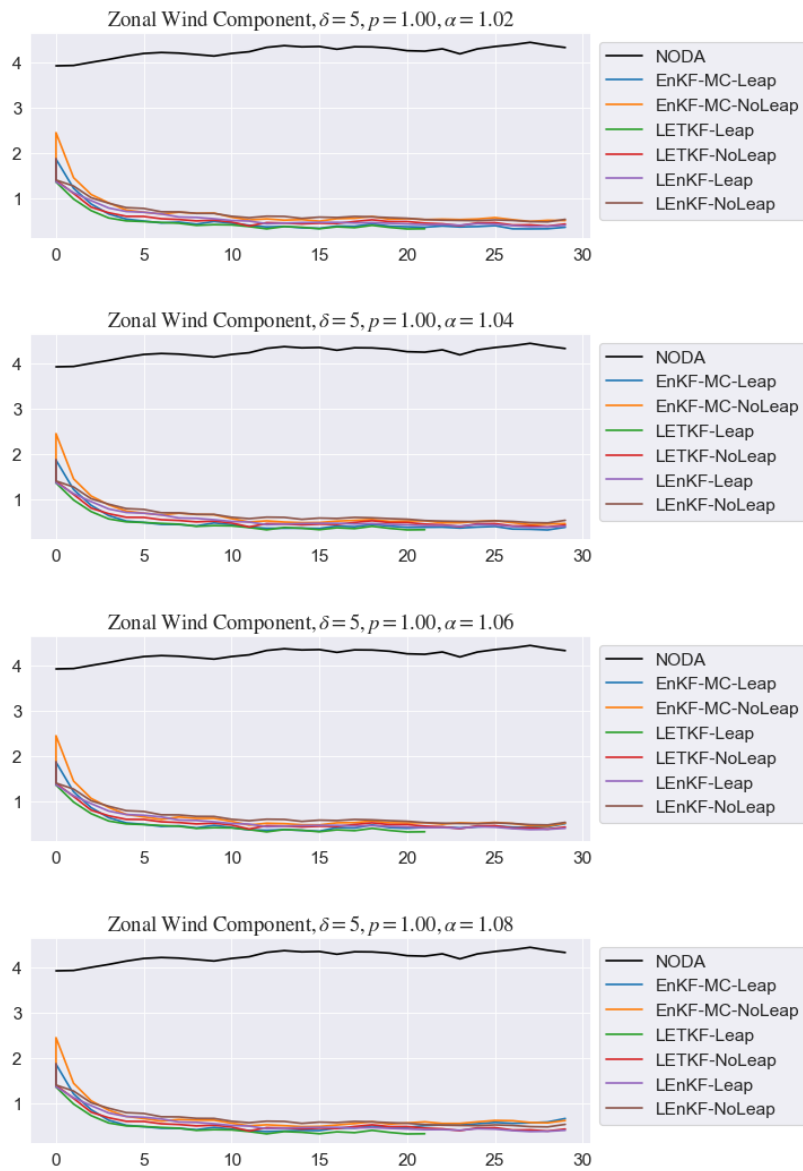 Zonal Wind Component, δ = 5, p = 1.00, α = 1.02
4
3
2
1
0 5 10 15 20 25 30
NODA
EnKF-MC-Leap
EnKF-MC-NoLeap
LETKF-Leap
LETKF-NoLeap
LEnKF-Leap
LEnKF-NoLeap
Zonal Wind Component, δ = 5, p = 1.00, α = 1.04
4
3
2
1
0 5 10 15 20 25 30
NODA
EnKF-MC-Leap
EnKF-MC-NoLeap
LETKF-Leap
LETKF-NoLeap
LEnKF-Leap
LEnKF-NoLeap
Zonal Wind Component, δ = 5, p = 1.00, α = 1.06
4
3
2
1
0 5 10 15 20 25 30
NODA
EnKF-MC-Leap
EnKF-MC-NoLeap
LETKF-Leap
LETKF-NoLeap
LEnKF-Leap
LEnKF-NoLeap
Zonal Wind Component, δ = 5, p = 1.00, α = 1.08
4
3
2
1
0 5 10 15 20 25 30
NODA
EnKF-MC-Leap
EnKF-MC-NoLeap
LETKF-Leap
LETKF-NoLeap
LEnKF-Leap
LEnKF-NoLeap